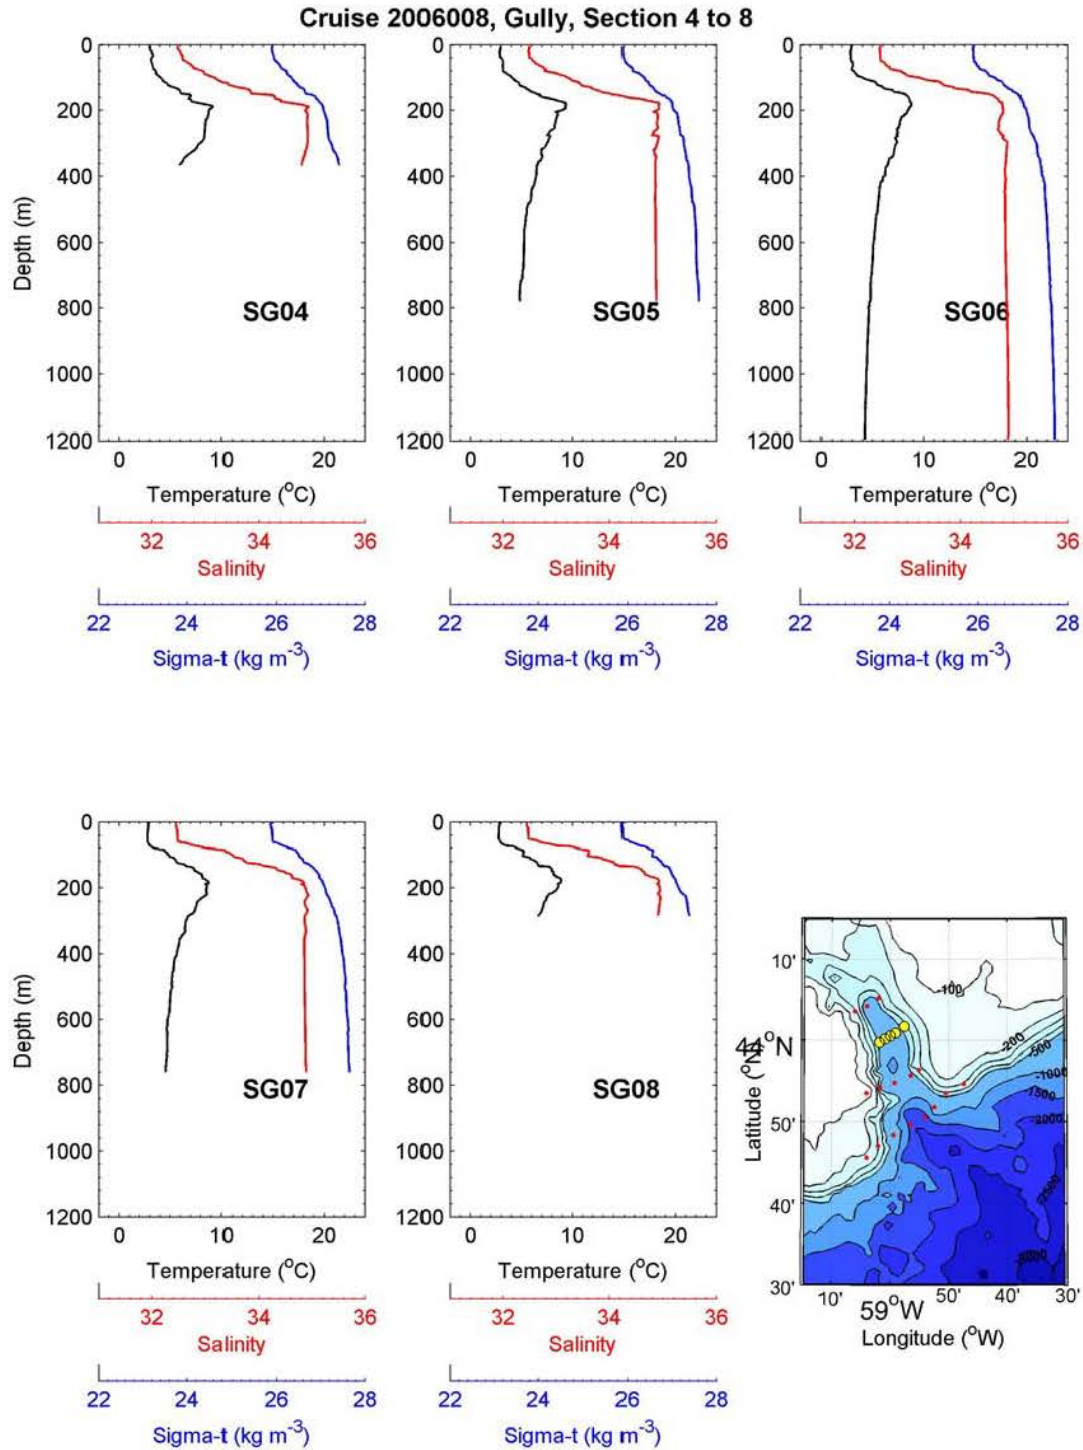 Cruise 2006008, Gully, Section 4 to 8
0 0 0
200 200 200
400 400 400
Depth (m)
600 600 600
800 SG04 800 SG05 800 SG06
1000 1000 1000
1200 1200 1200
0 10 20 0 10 20 0 10 20
Temperature (°C) Temperature (°C) Temperature (°C)
32 34 36 32 34 36 32 34 36
Salinity Salinity Salinity
22 24 26 28 22 24 26 28 22 24 26 28
Sigma-t (kg m⁻³) Sigma-t (kg m⁻³) Sigma-t (kg m⁻³)
0 0
200 200
400 400
Depth (m)
600 600
800 SG07 800 SG08
1000 1000
1200 1200
0 10 20 0 10 20
Temperature (°C) Temperature (°C)
32 34 36 32 34 36
Salinity Salinity
22 24 26 28 22 24 26 28
Sigma-t (kg m⁻³) Sigma-t (kg m⁻³)
10'
-100
44°N
-200
-500
-1000
-1500
-2000
50'
Latitude (°N)
40'
-2500
30'
10' 59°W 50' 40' 30'
Longitude (°W)